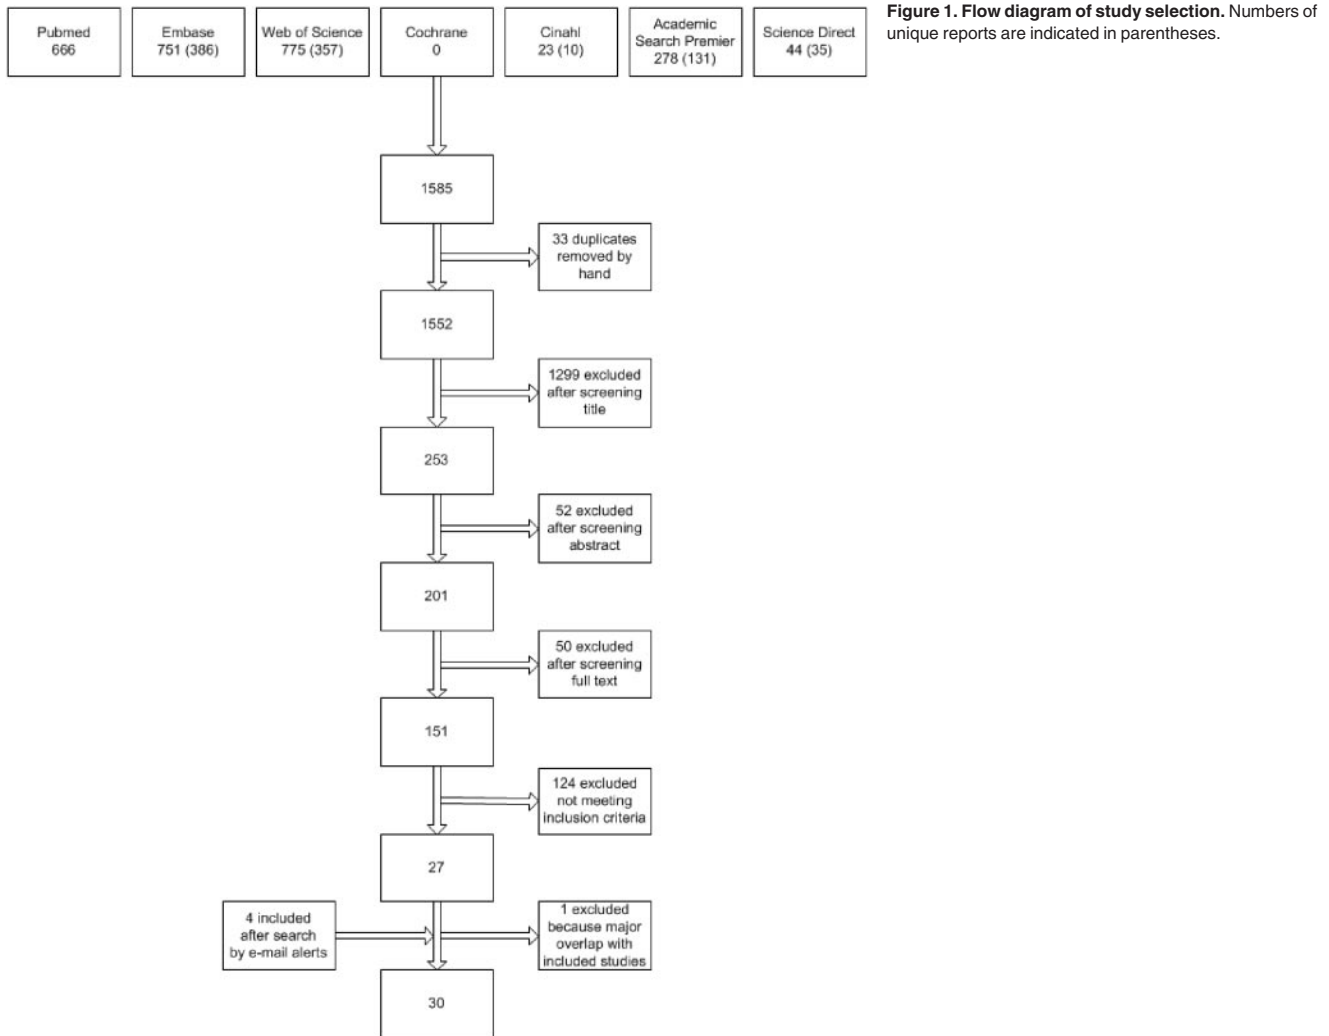 Pubmed
666
Embase
751 (386)
Web of Science
775 (357)
Cochrane
0
Cinahl
23 (10)
Academic
Search Premier
278 (131)
Science Direct
44 (35)
Figure 1. Flow diagram of study selection. Numbers of
unique reports are indicated in parentheses.
1585
33 duplicates
removed by
hand
1552
1299 excluded
after screening
title
253
52 excluded
after screening
abstract
201
50 excluded
after screening
full text
151
124 excluded
not meeting
inclusion criteria
27
4 included
after search
by e-mail alerts
1 excluded
because major
overlap with
included studies
30